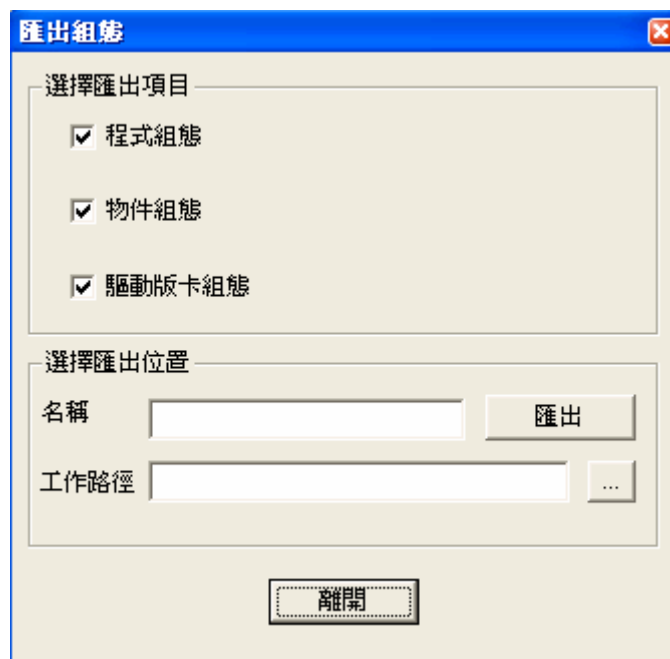 匯出組態
選擇匯出項目
程式組態
物件組態
驅動版卡組態
選擇匯出位置
名稱
匯出
工作路徑
...
離開